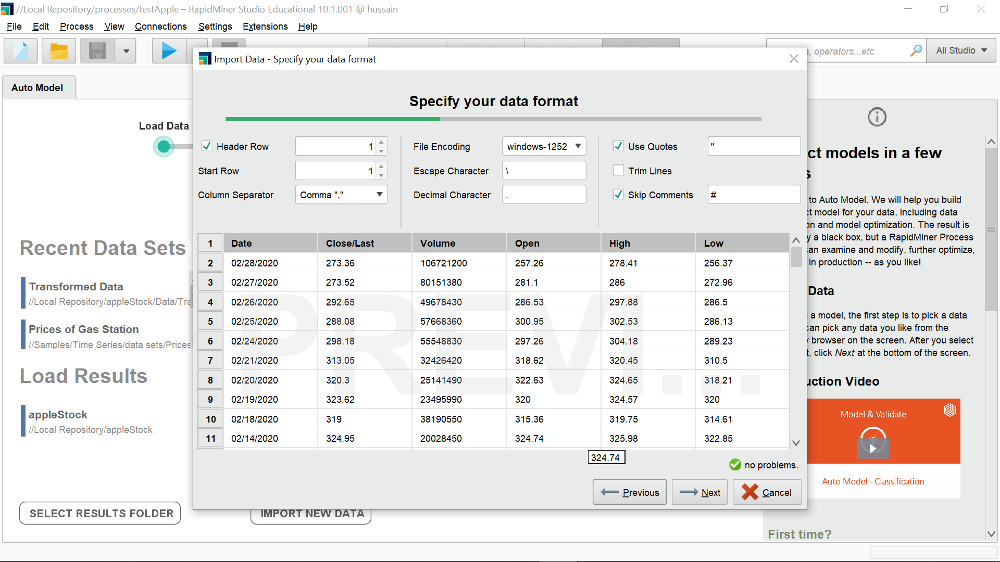 //Local Repository/processes/testApple – RapidMiner Studio Educational 10.1.001 @ hussain
File Edit Process View Connections Settings Extensions Help
operators...etc
All Studio
Import Data - Specify your data format
Auto Model
Specify your data format
Load Data
Header Row 1
File Encoding windows-1252
Use Quotes "
Start Row 1
Escape Character \
Trim Lines
Column Separator Comma ","
Decimal Character .
Skip Comments #
1 Date Close/Last Volume Open High Low
2 02/28/2020 273.36 106721200 257.26 278.41 256.37
3 02/27/2020 273.52 80151380 281.1 286 272.96
4 02/26/2020 292.65 49678430 286.53 297.88 286.5
5 02/25/2020 288.08 57668360 300.95 302.53 286.13
6 02/24/2020 298.18 55548830 297.26 304.18 289.23
7 02/21/2020 313.05 32426420 318.62 320.45 310.5
8 02/20/2020 320.3 25141490 322.63 324.65 318.21
9 02/19/2020 323.62 23495990 320 324.57 320
10 02/18/2020 319 38190550 315.36 319.75 314.61
11 02/14/2020 324.95 20028450 324.74 325.98 322.85
PREVI...
324.74
no problems.
Previous Next Cancel
Recent Data Sets
Transformed Data
//Local Repository/appleStock/Data/Tra
Prices of Gas Station
//Samples/Time Series/data sets/Prices
Load Results
appleStock
//Local Repository/appleStock
SELECT RESULTS FOLDER
IMPORT NEW DATA
models in a few
to Auto Model. We will help you build
model for your data, including data
and model optimization. The result is
a black box, but a RapidMiner Process
examine and modify, further optimize,
in production -- as you like!
Data
a model, the first step is to pick a data
pick any data you like from the
browser on the screen. After you select
, click Next at the bottom of the screen.
Video
Model & Validate
Auto Model - Classification
First time?